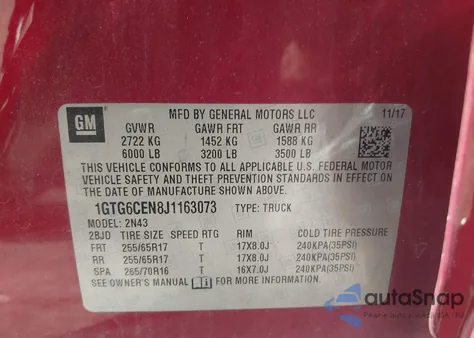 GM
MFD BY GENERAL MOTORS LLC 11/17
GVWR GAWR FRT GAWR RR
2722 KG 1452 KG 1588 KG
6000 LB 3200 LB 3500 LB
THIS VEHICLE CONFORMS TO ALL APPLICABLE U.S. FEDERAL MOTOR
VEHICLE SAFETY AND THEFT PREVENTION STANDARDS IN EFFECT ON
THE DATE OF MANUFACTURE SHOWN ABOVE.
1GTG6CEN8J1163073 TYPE: TRUCK
MODEL: 2N43
2BJD TIRE SIZE SPEED RTG RIM COLD TIRE PRESSURE
FRT 255/65R17 T 17X8.0J 240KPA(35PSI)
RR 255/65R17 T 17X8.0J 240KPA(35PSI)
SPA 265/70R16 T 16X7.0J 240KPA(35PSI)
SEE OWNER'S MANUAL FOR MORE INFORMATION.
autoSnap